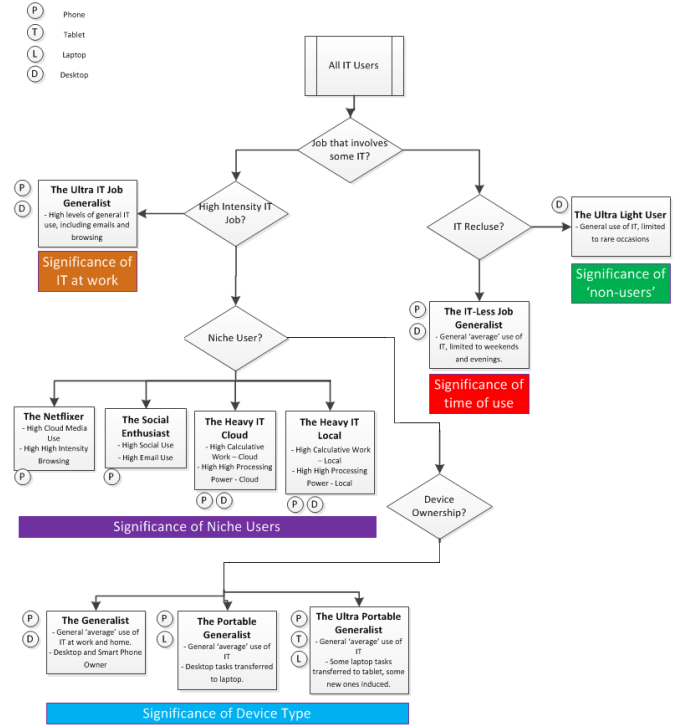 P Phone
T Tablet
L Laptop
D Desktop
All IT Users
Job that involves
some IT?
P
D
The Ultra IT Job
Generalist
- High levels of general IT
use, including emails and
browsing
Significance of
IT at work
High Intensity IT
Job?
IT Recluse?
D
The Ultra Light User
- General use of IT, limited
to rare occasions
Significance of
‘non-users’
P
D
The IT-Less Job
Generalist
- General ‘average’ use of
IT, limited to weekends
and evenings.
Significance of
time of use
Niche User?
The Netflixer
- High Cloud Media
Use
- High High Intensity
Browsing
P
The Social
Enthusiast
- High Social Use
- High Email Use
P
The Heavy IT
Cloud
- High Calculative
Work – Cloud
- High High Processing
Power - Cloud
P D
The Heavy IT
Local
- High Calculative Work
– Local
- High High Processing
Power - Local
P D
Significance of Niche Users
Device
Ownership?
P
D
The Generalist
- General ‘average’ use of
IT at work and home.
- Desktop and Smart Phone
Owner
P
L
The Portable
Generalist
- General ‘average’ use of
IT
- Desktop tasks transferred
to laptop.
P
T
L
The Ultra Portable
Generalist
- General ‘average’ use of
IT
- Some laptop tasks
transferred to tablet, some
new ones induced.
Significance of Device Type